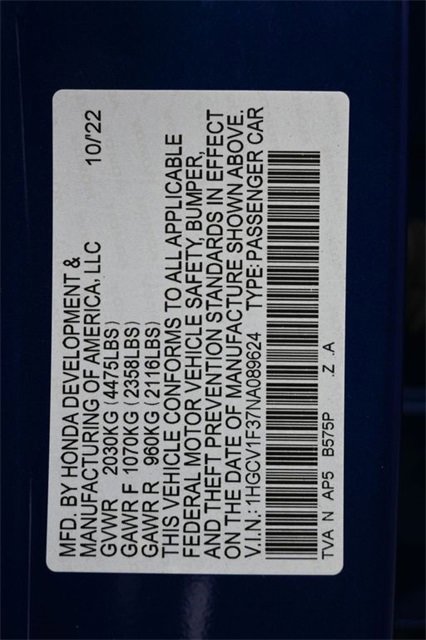 MFD. BY HONDA DEVELOPMENT &
MANUFACTURING OF AMERICA, LLC 10/'22
GVWR 2030KG (4475LBS)
GAWR F 1070KG (2358LBS)
GAWR R 960KG (2116LBS)
THIS VEHICLE CONFORMS TO ALL APPLICABLE
FEDERAL MOTOR VEHICLE SAFETY, BUMPER,
AND THEFT PREVENTION STANDARDS IN EFFECT
ON THE DATE OF MANUFACTURE SHOWN ABOVE.
V.I.N.: 1HGCV1F37NA089624 TYPE: PASSENGER CAR
TVA N AP5 B575P .Z .A